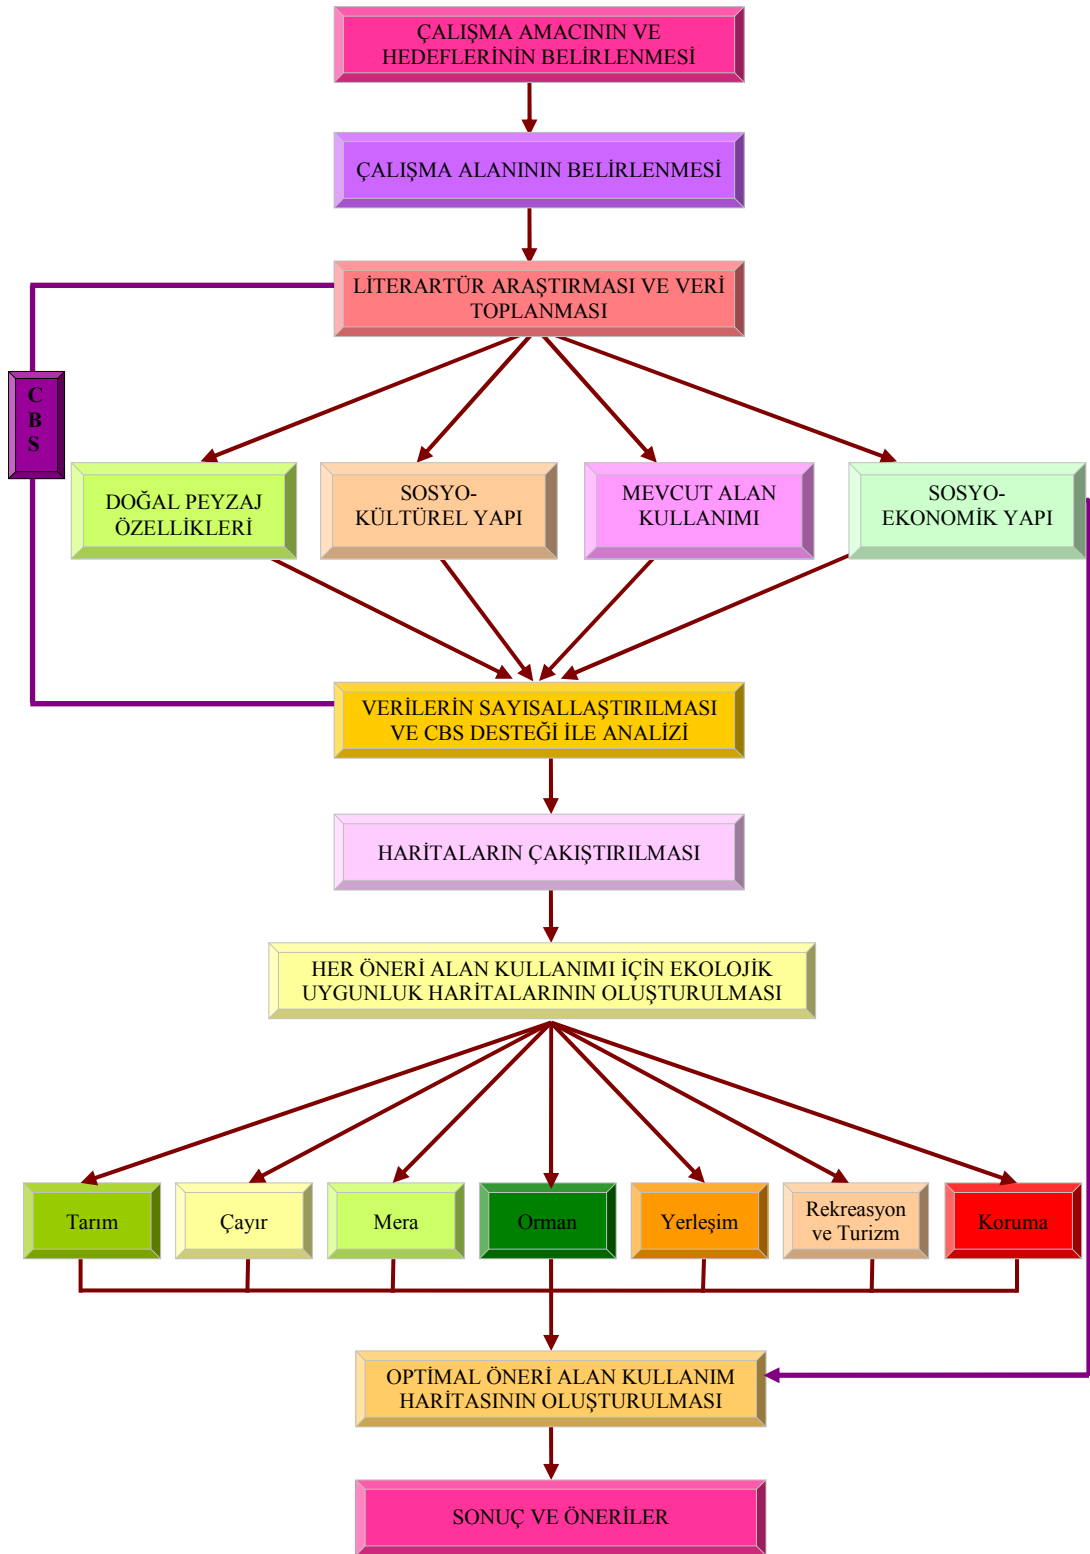 ÇALIŞMA AMACININ VE
HEDEFLERİNİN BELİRLENMESİ
ÇALIŞMA ALANININ BELİRLENMESİ
LİTERARTÜR ARAŞTIRMASI VE VERİ
TOPLANMASI
C
B
S
DOĞAL PEYZAJ
ÖZELLİKLERİ
SOSYO-
KÜLTÜREL YAPI
MEVCUT ALAN
KULLANIMI
SOSYO-
EKONOMİK YAPI
VERİLERİN SAYISALLAŞTIRILMASI
VE CBS DESTEĞİ İLE ANALİZİ
HARİTALARIN ÇAKIŞTIRILMASI
HER ÖNERİ ALAN KULLANIMI İÇİN EKOLOJİK
UYGUNLUK HARİTALARININ OLUŞTURULMASI
Tarım
Çayır
Mera
Orman
Yerleşim
Rekreasyon
ve Turizm
Koruma
OPTİMAL ÖNERİ ALAN KULLANIM
HARİTASININ OLUŞTURULMASI
SONUÇ VE ÖNERİLER